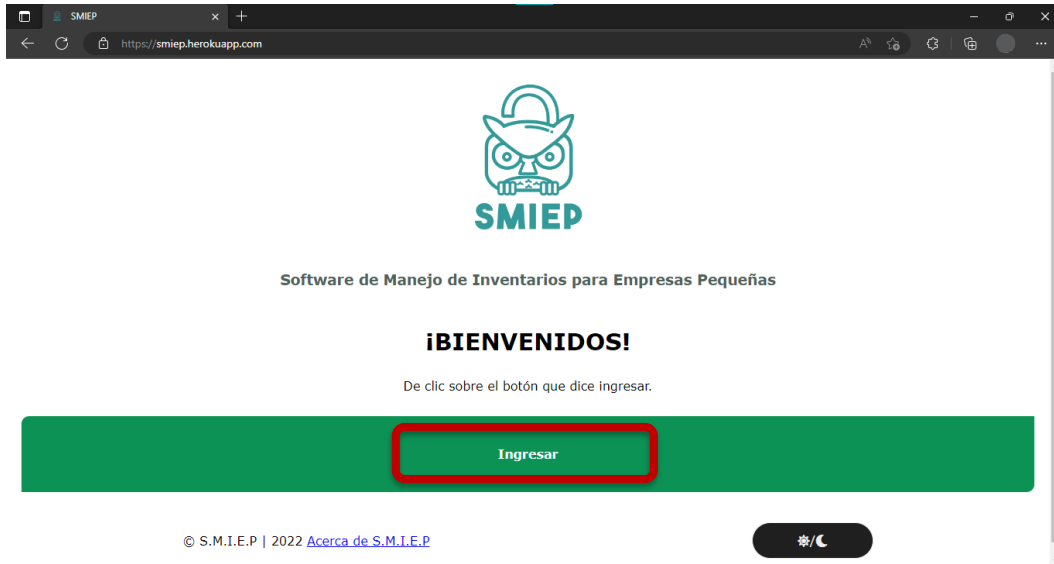 SMIEP
https://smiep.herokuapp.com
SMIEP
Software de Manejo de Inventarios para Empresas Pequeñas
¡BIENVENIDOS!
De clic sobre el botón que dice ingresar.
Ingresar
© S.M.I.E.P | 2022 Acerca de S.M.I.E.P